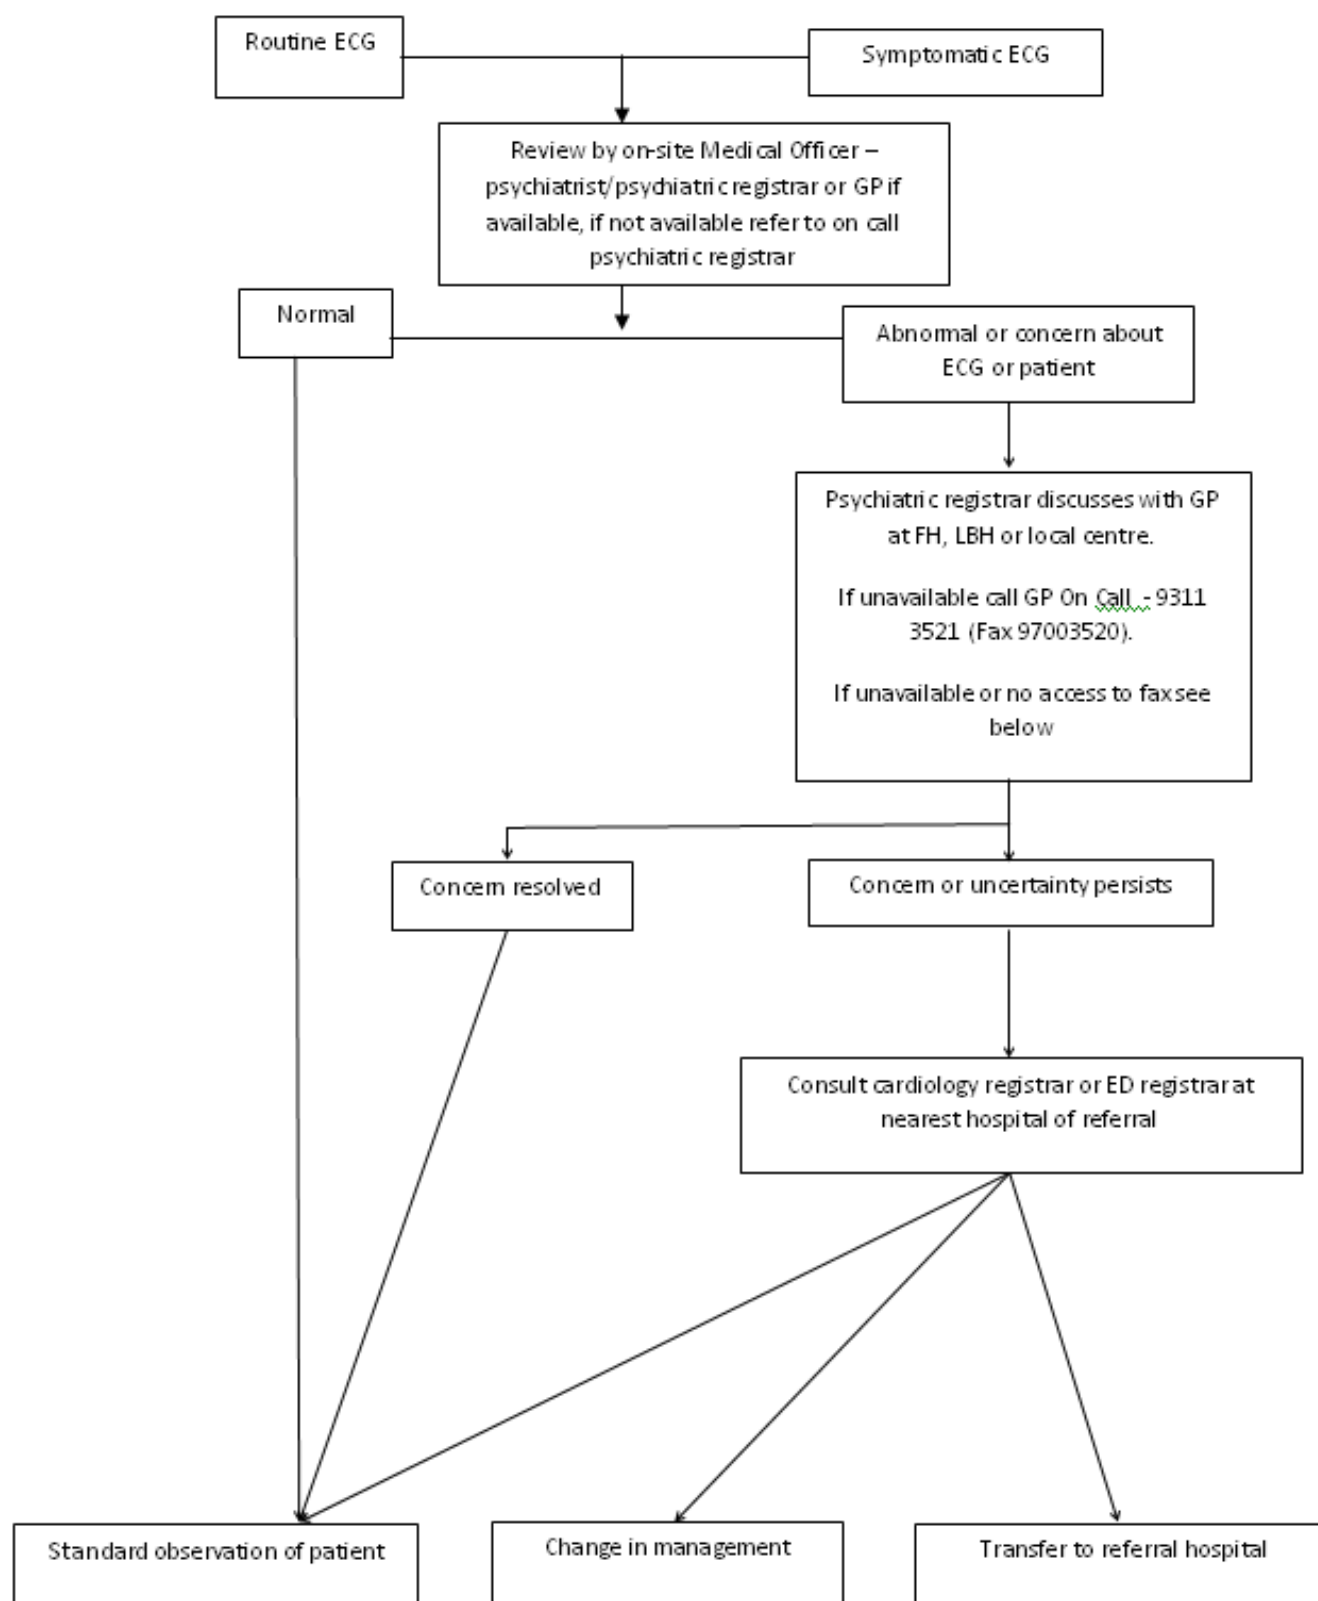 Routine ECG
Symptomatic ECG
Review by on-site Medical Officer –
psychiatrist/psychiatric registrar or GP if
available, if not available refer to on call
psychiatric registrar
Normal
Abnormal or concern about
ECG or patient
Psychiatric registrar discusses with GP
at FH, LBH or local centre.
If unavailable call GP On Call - 9311
3521 (Fax 97003520).
If unavailable or no access to fax see
below
Concern resolved
Concern or uncertainty persists
Consult cardiology registrar or ED registrar at
nearest hospital of referral
Standard observation of patient
Change in management
Transfer to referral hospital